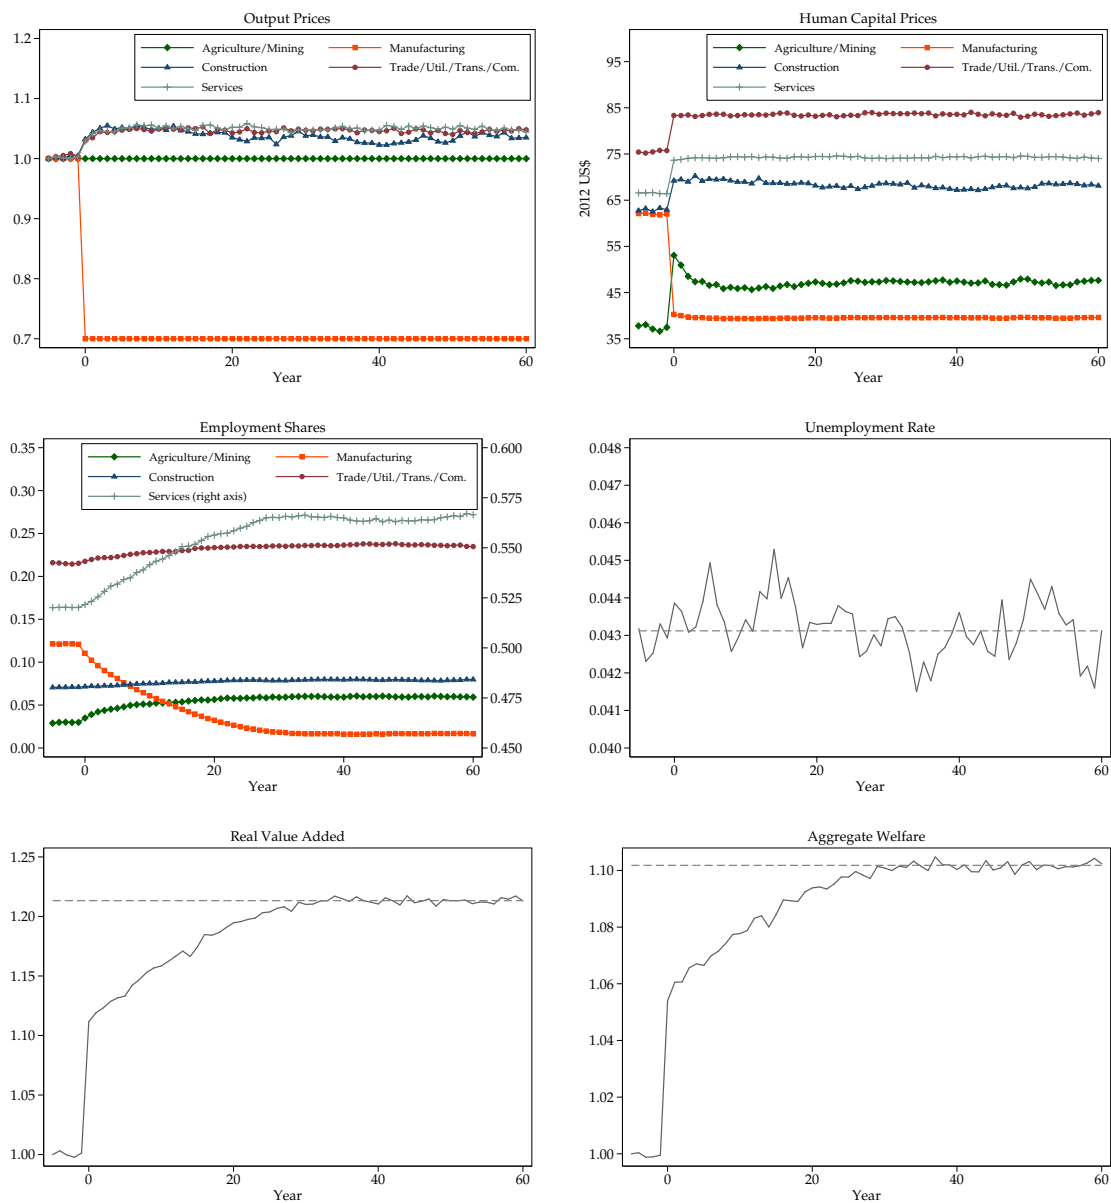 Output Prices
1.2
1.1
1.0
0.9
0.8
0.7
Agriculture/Mining
Manufacturing
Construction
Trade/Util./Trans./Com.
Services
0
20
40
60
Year
Human Capital Prices
2012 US$
95
85
75
65
55
45
35
Agriculture/Mining
Manufacturing
Construction
Trade/Util./Trans./Com.
Services
0
20
40
60
Year
Employment Shares
0.35
0.30
0.25
0.20
0.15
0.10
0.05
0.00
Agriculture/Mining
Manufacturing
Construction
Trade/Util./Trans./Com.
Services (right axis)
0.600
0.575
0.550
0.525
0.500
0.475
0.450
0
20
40
60
Year
Unemployment Rate
0.048
0.047
0.046
0.045
0.044
0.043
0.042
0.041
0.040
0
20
40
60
Year
Real Value Added
1.25
1.20
1.15
1.10
1.05
1.00
0
20
40
60
Year
Aggregate Welfare
1.10
1.08
1.06
1.04
1.02
1.00
0
20
40
60
Year